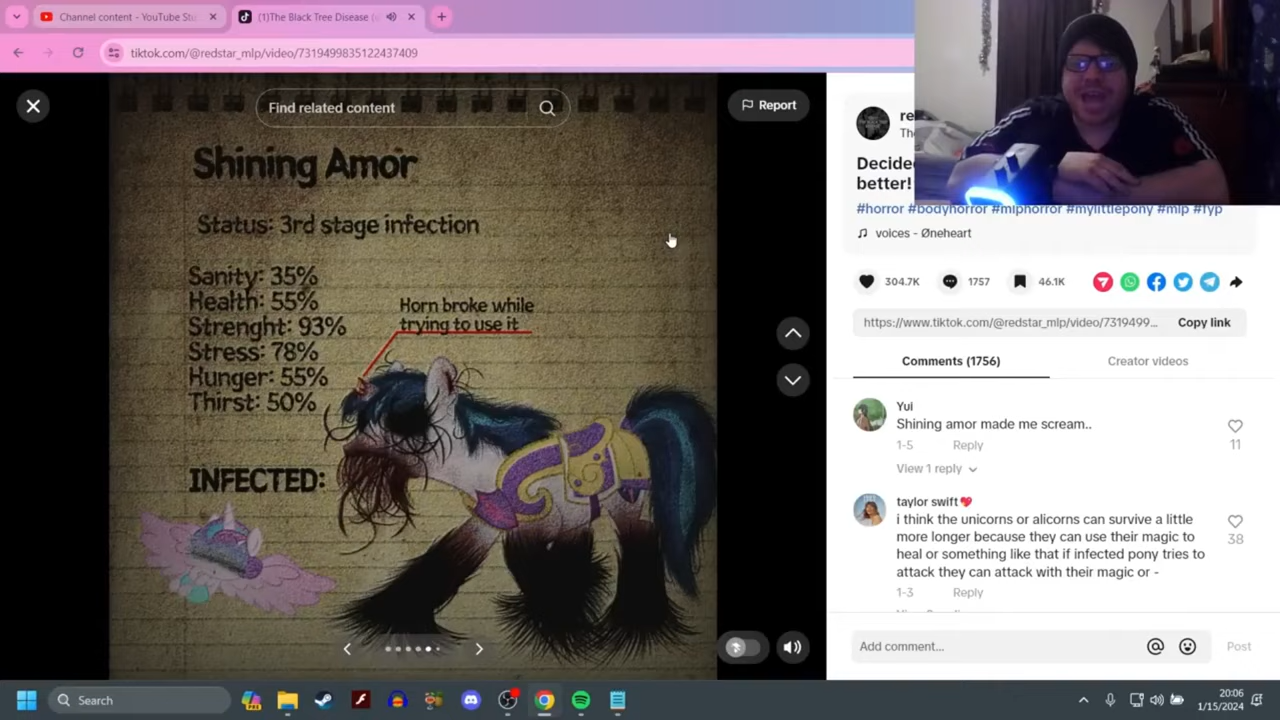 Channel content - YouTube Stu
(1)The Black Tree Disease (
tiktok.com/@redstar_mlp/video/7319499835122437409
Find related content
Report
Shining Amor
Status: 3rd stage infection
Sanity: 35%
Health: 55%
Strenght: 93%
Stress: 78%
Hunger: 55%
Thirst: 50%
Horn broke while
trying to use it
INFECTED:
re
Th
Decide
better!
#horror #bodyhorror #mlphorror #mylittlepony #mlp #fyp
voices - Øneheart
304.7K
1757
46.1K
https://www.tiktok.com/@redstar_mlp/video/7319499...
Copy link
Comments (1756)
Creator videos
Yui
Shining amor made me scream..
1-5
Reply
11
View 1 reply
taylor swift
i think the unicorns or alicorns can survive a little
more longer because they can use their magic to
heal or something like that if infected pony tries to
attack they can attack with their magic or -
38
1-3
Reply
Add comment...
Post
Search
20:06
1/15/2024